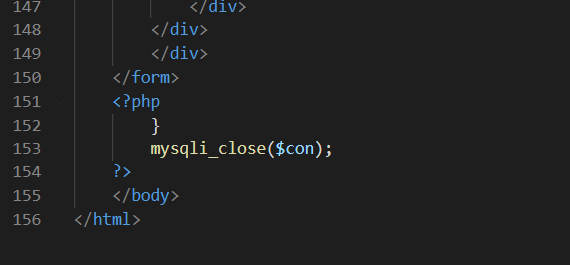 147 </div>
148 </div>
149 </div>
150 </form>
151 <?php
152 }
153 mysqli_close($con);
154 ?>
155 </body>
156 </html>